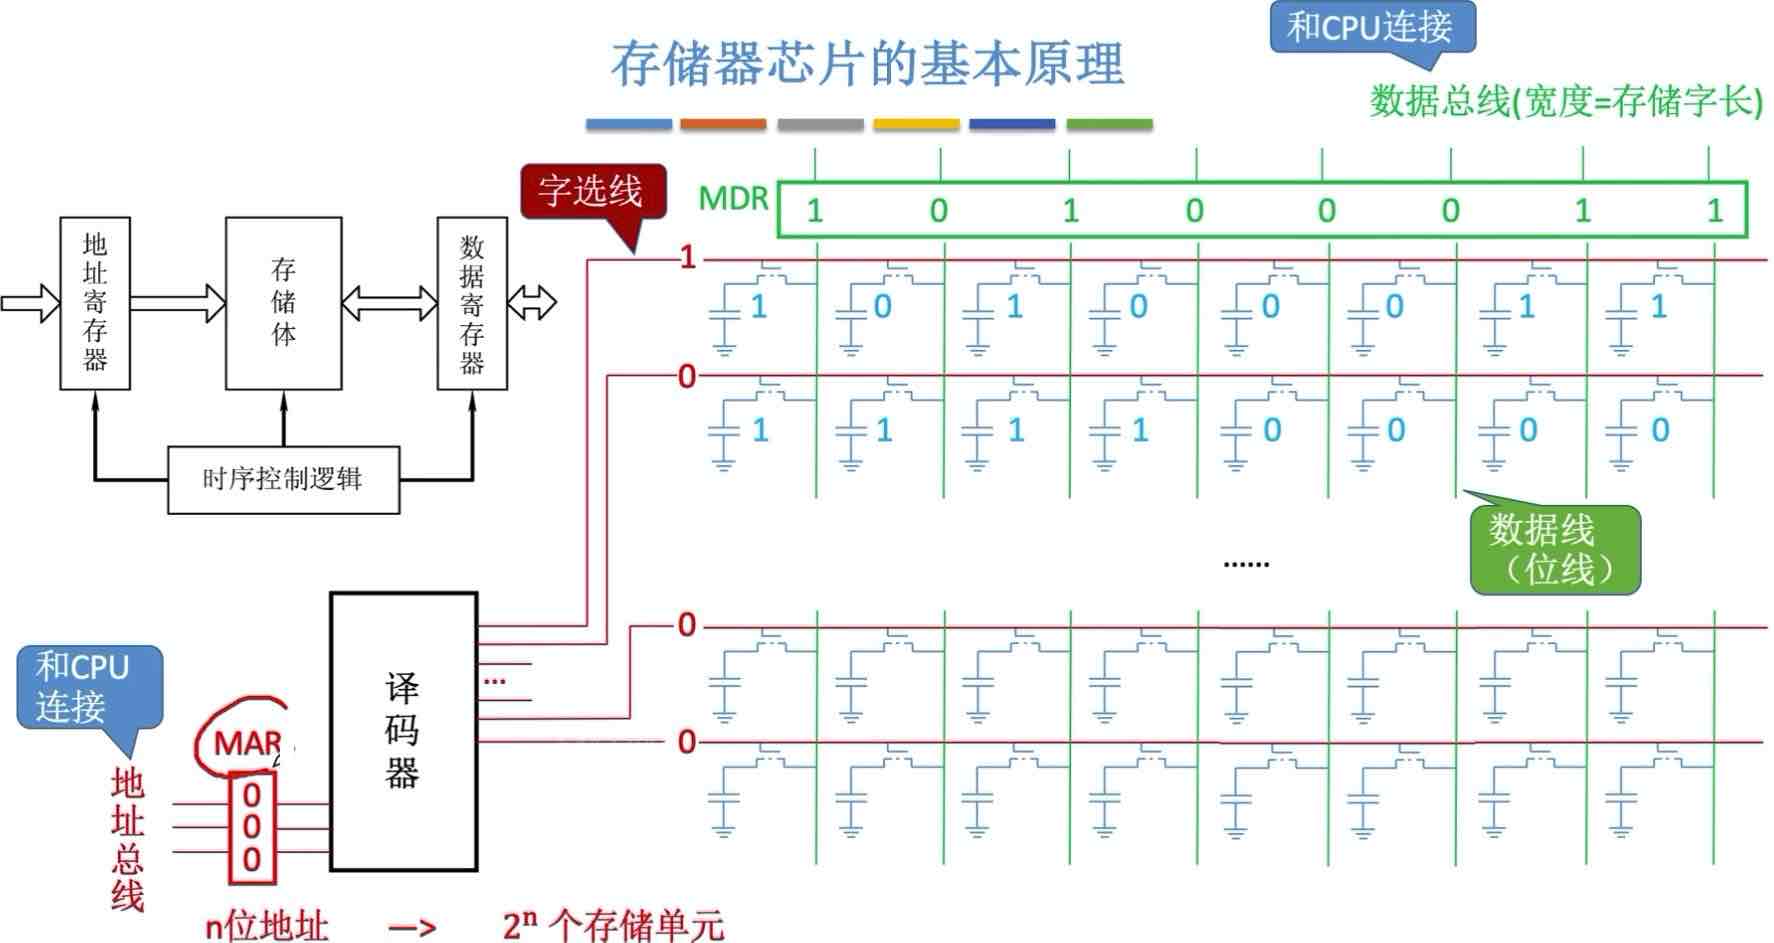 和CPU连接
存储器芯片的基本原理
数据总线(宽度=存储字长)
字选线
MDR 1 0 1 0 0 0 1 1
地址寄存器
存储体
数据寄存器
时序控制逻辑
1
1 0 1 0 0 0 1 1
0
1 1 1 1 0 0 0 0
数据线
（位线）
......
0
0
译码器
...
和CPU
连接
MAR
地址总线
0
0
0
n位地址 —> 2ⁿ 个存储单元